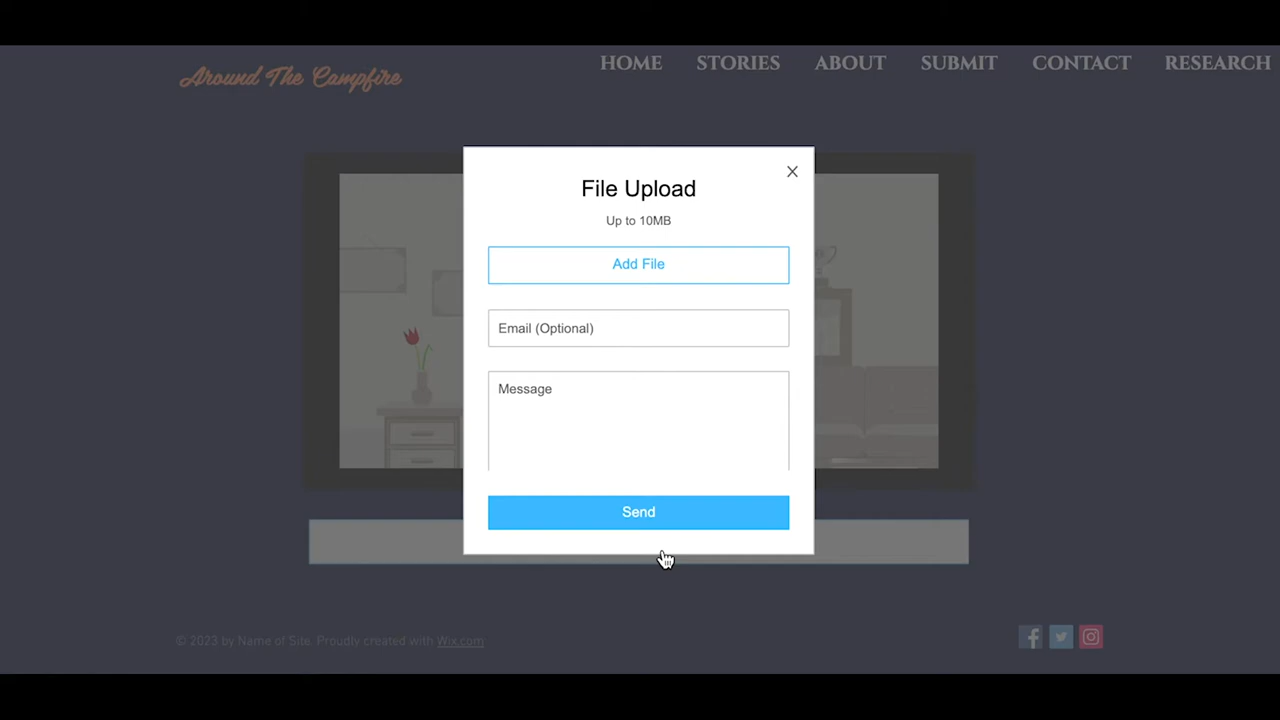 Around The Campfire
HOME STORIES ABOUT SUBMIT CONTACT RESEARCH
File Upload
Up to 10MB
Add File
Email (Optional)
Message
Send
© 2023 by Name of Site. Proudly created with Wix.com